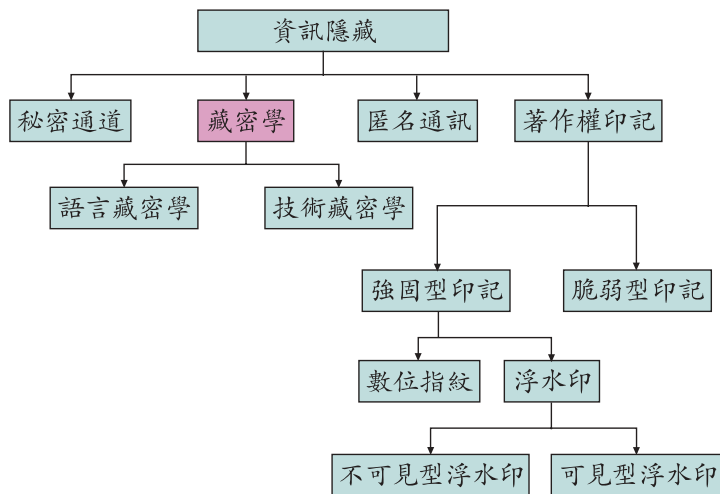 資訊隱藏
秘密通道
藏密學
匿名通訊
著作權印記
語言藏密學
技術藏密學
強固型印記
脆弱型印記
數位指紋
浮水印
不可見型浮水印
可見型浮水印